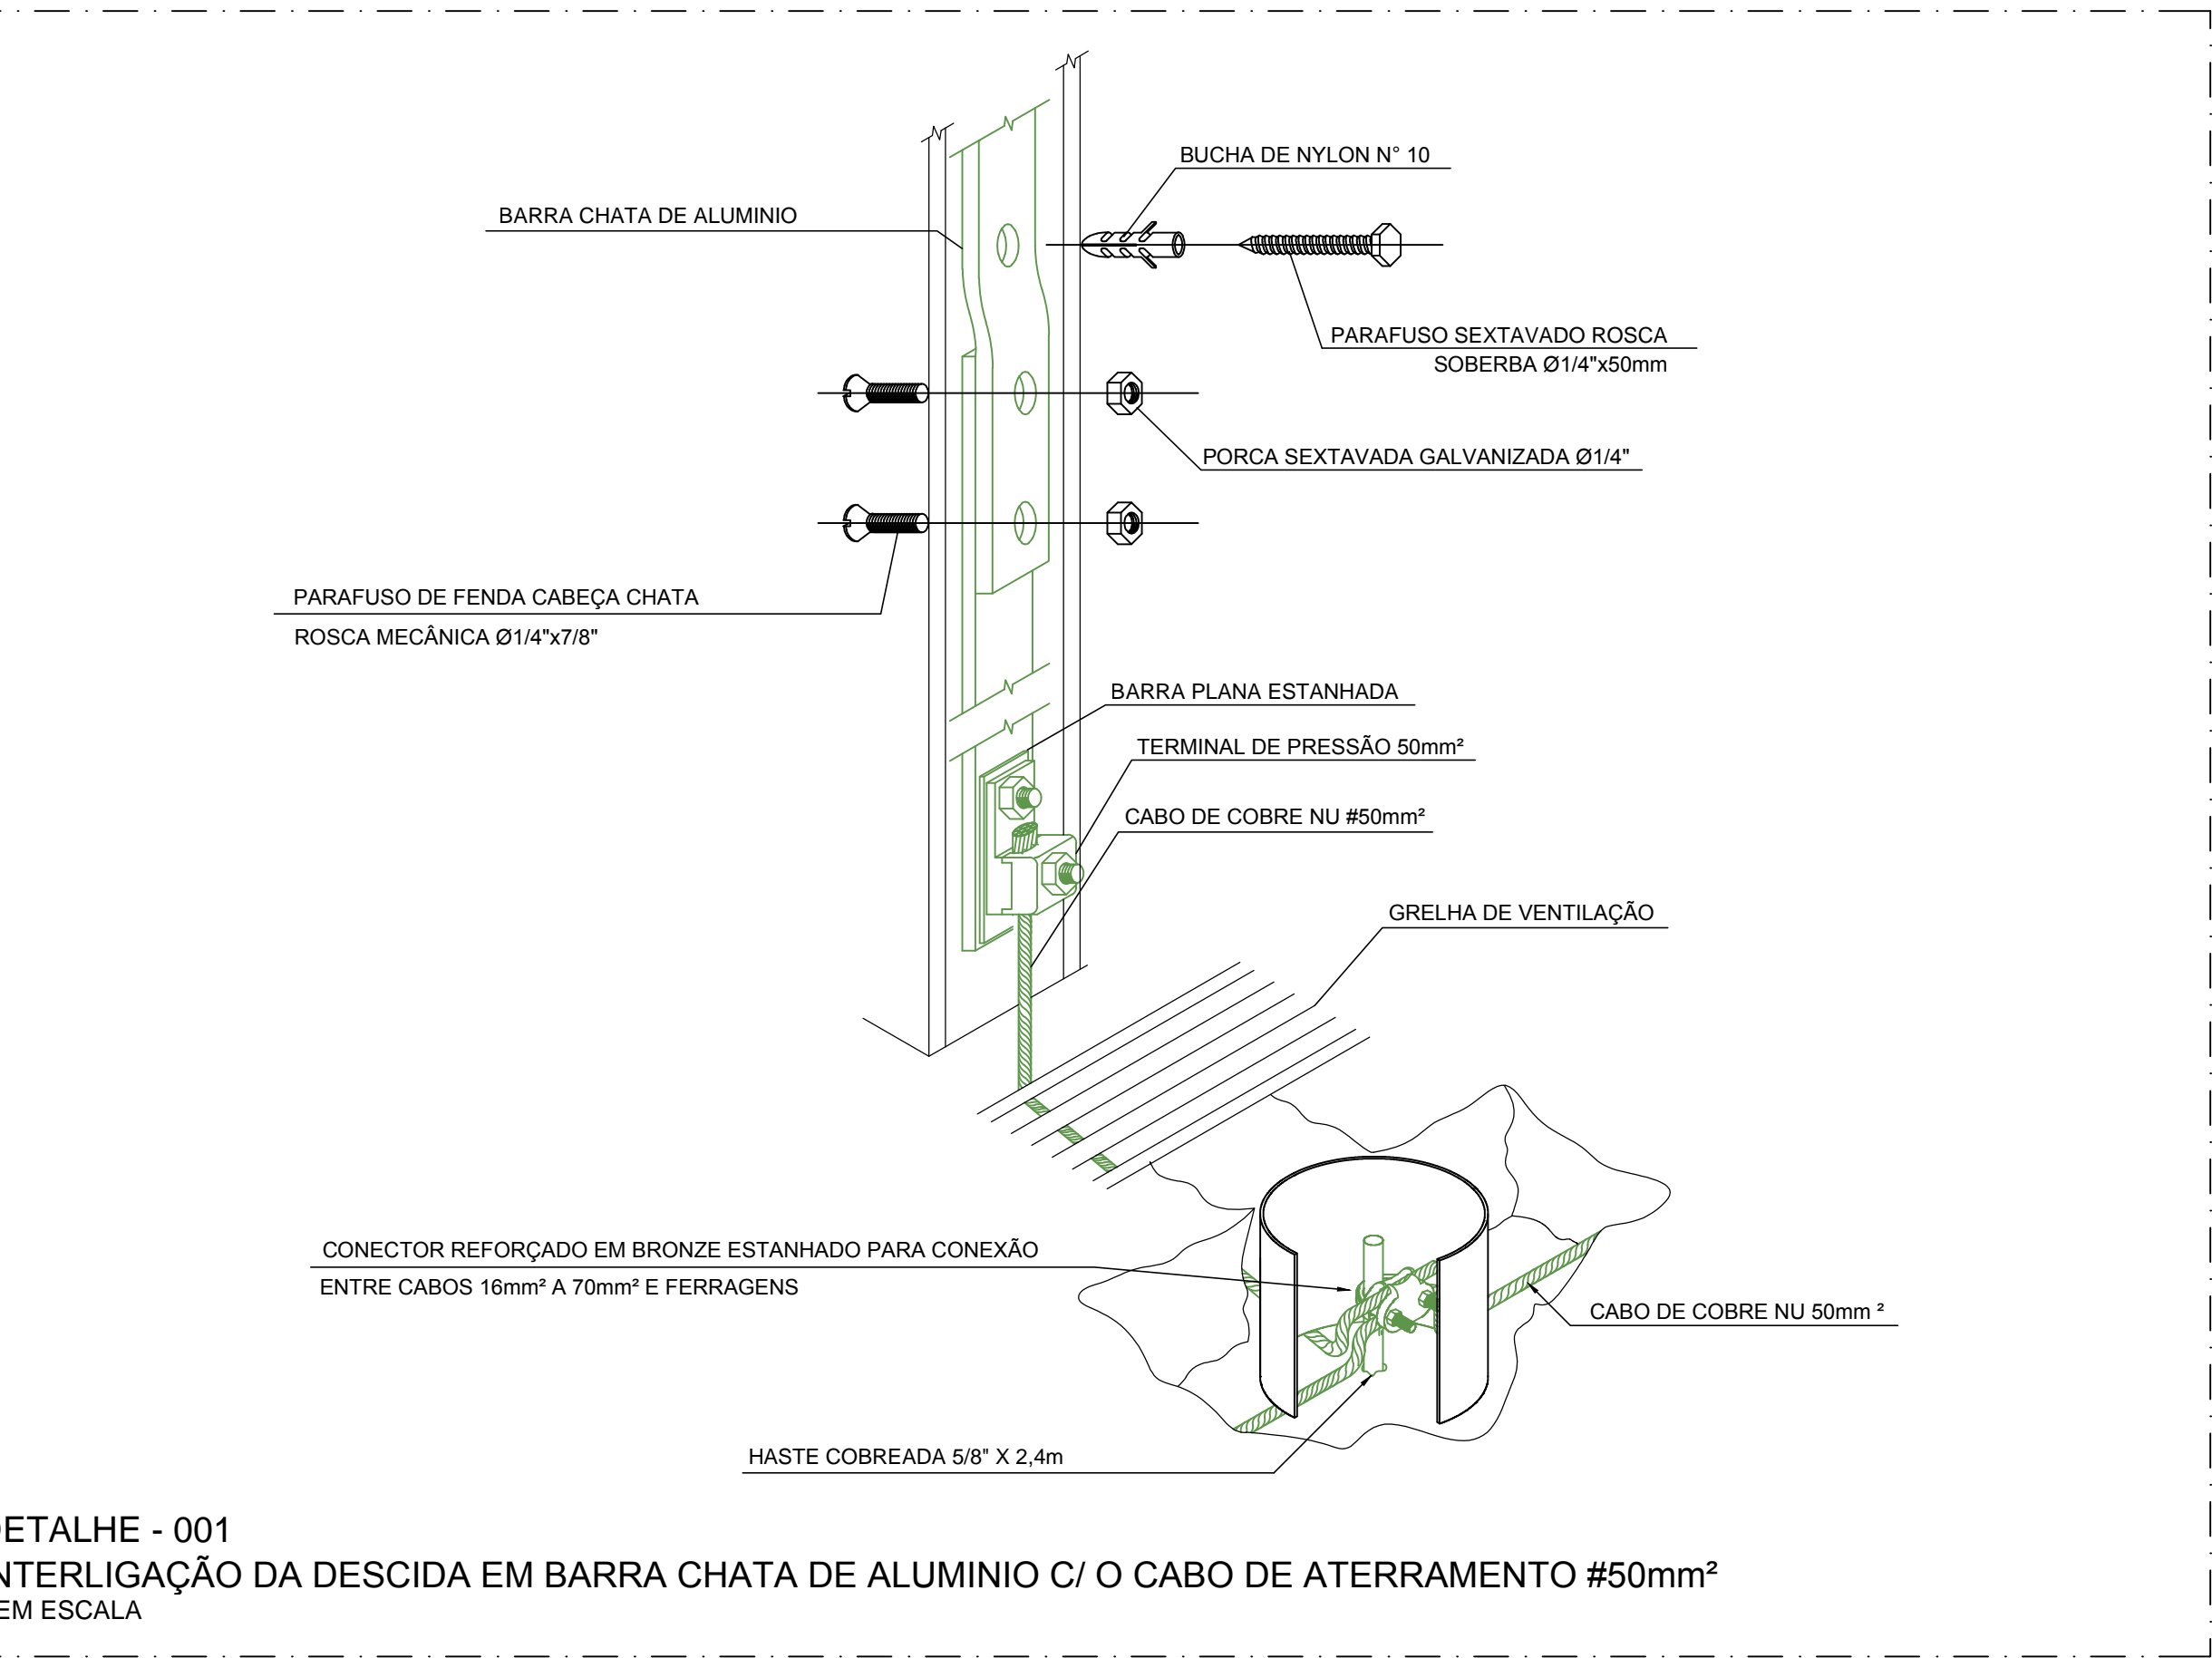 BUCHA DE NYLON N° 10
BARRA CHATA DE ALUMINIO
PARAFUSO SEXTAVADO ROSCA
SOBERBA Ø1/4"x50mm
PORCA SEXTAVADA GALVANIZADA Ø1/4"
PARAFUSO DE FENDA CABEÇA CHATA
ROSCA MECÂNICA Ø1/4"x7/8"
BARRA PLANA ESTANHADA
TERMINAL DE PRESSÃO 50mm²
CABO DE COBRE NU #50mm²
GRELHA DE VENTILAÇÃO
CONECTOR REFORÇADO EM BRONZE ESTANHADO PARA CONEXÃO
ENTRE CABOS 16mm² A 70mm² E FERRAGENS
CABO DE COBRE NU 50mm ²
HASTE COBREADA 5/8" X 2,4m
DETALHE - 001
NTERLIGAÇÃO DA DESCIDA EM BARRA CHATA DE ALUMINIO C/ O CABO DE ATERRAMENTO #50mm²
EM ESCALA